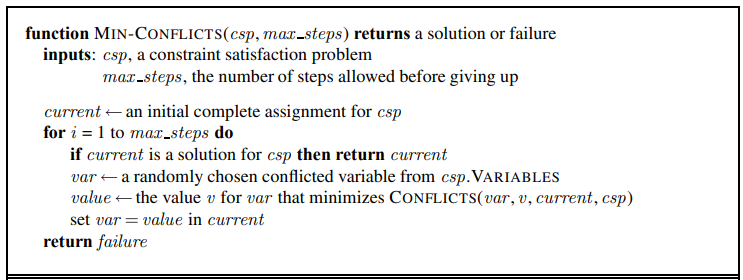 function MIN-CONFLICTS(csp, max_steps) returns a solution or failure
inputs: csp, a constraint satisfaction problem
max_steps, the number of steps allowed before giving up
current ← an initial complete assignment for csp
for i = 1 to max_steps do
if current is a solution for csp then return current
var ← a randomly chosen conflicted variable from csp.VARIABLES
value ← the value v for var that minimizes CONFLICTS(var, v, current, csp)
set var = value in current
return failure